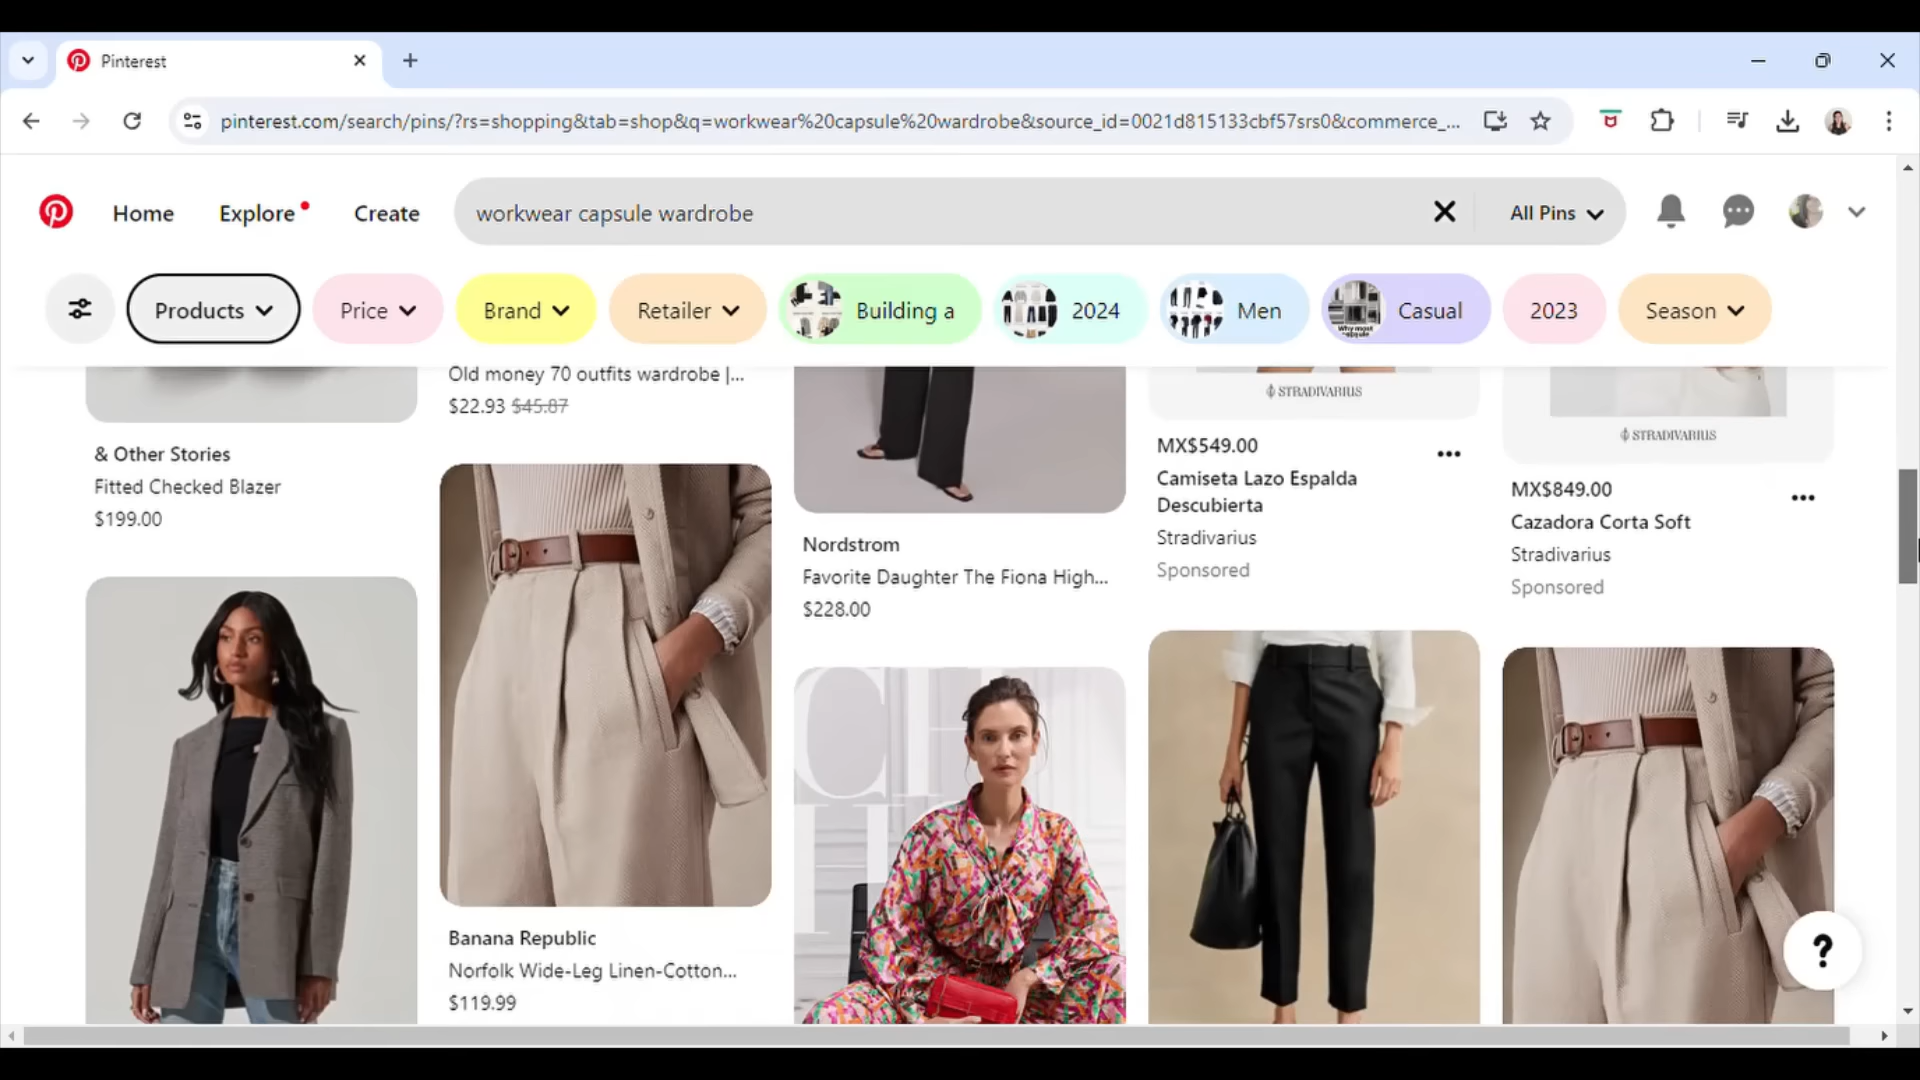 Pinterest
pinterest.com/search/pins/?rs=shopping&tab=shop&q=workwear%20capsule%20wardrobe&source_id=0021d815133cbf57srs0&commerce_...
Home
Explore
Create
workwear capsule wardrobe
All Pins
Products
Price
Brand
Retailer
Building a
2024
Men
Casual
2023
Season
& Other Stories
Fitted Checked Blazer
$199.00
Old money 70 outfits wardrobe |...
$22.93 $45.87
Banana Republic
Norfolk Wide-Leg Linen-Cotton...
$119.99
Nordstrom
Favorite Daughter The Fiona High...
$228.00
STRADIVARIUS
MX$549.00
Camiseta Lazo Espalda
Descubierta
Stradivarius
Sponsored
STRADIVARIUS
MX$849.00
Cazadora Corta Soft
Stradivarius
Sponsored
?